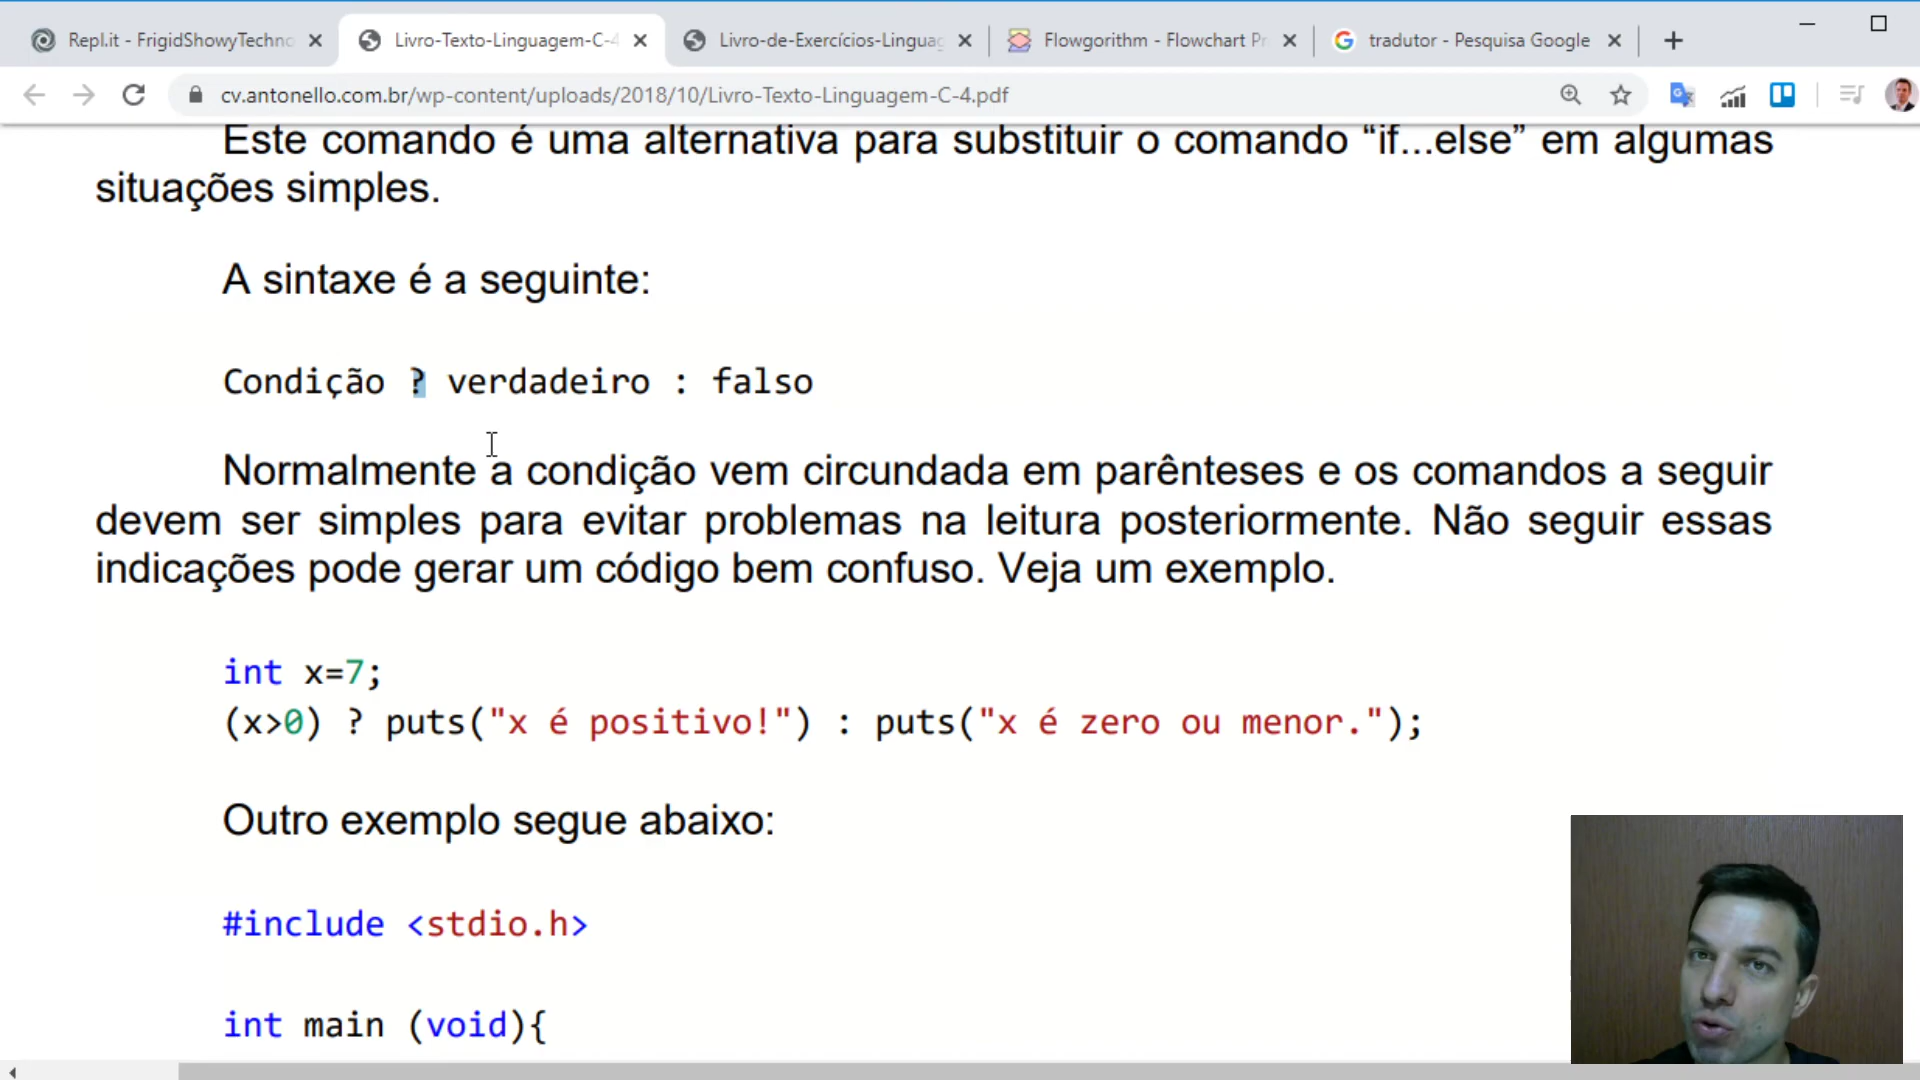 Repl.it - FrigidShowyTechno
Livro-Texto-Linguagem-C-4
Livro-de-Exercícios-Linguag
Flowgorithm - Flowchart Pr
tradutor - Pesquisa Google
cv.antonello.com.br/wp-content/uploads/2018/10/Livro-Texto-Linguagem-C-4.pdf
Este comando é uma alternativa para substituir o comando “if...else” em algumas
situações simples.
A sintaxe é a seguinte:
Condição ? verdadeiro : falso
Normalmente a condição vem circundada em parênteses e os comandos a seguir
devem ser simples para evitar problemas na leitura posteriormente. Não seguir essas
indicações pode gerar um código bem confuso. Veja um exemplo.
int x=7;
(x>0) ? puts("x é positivo!") : puts("x é zero ou menor.");
Outro exemplo segue abaixo:
#include <stdio.h>
int main (void){